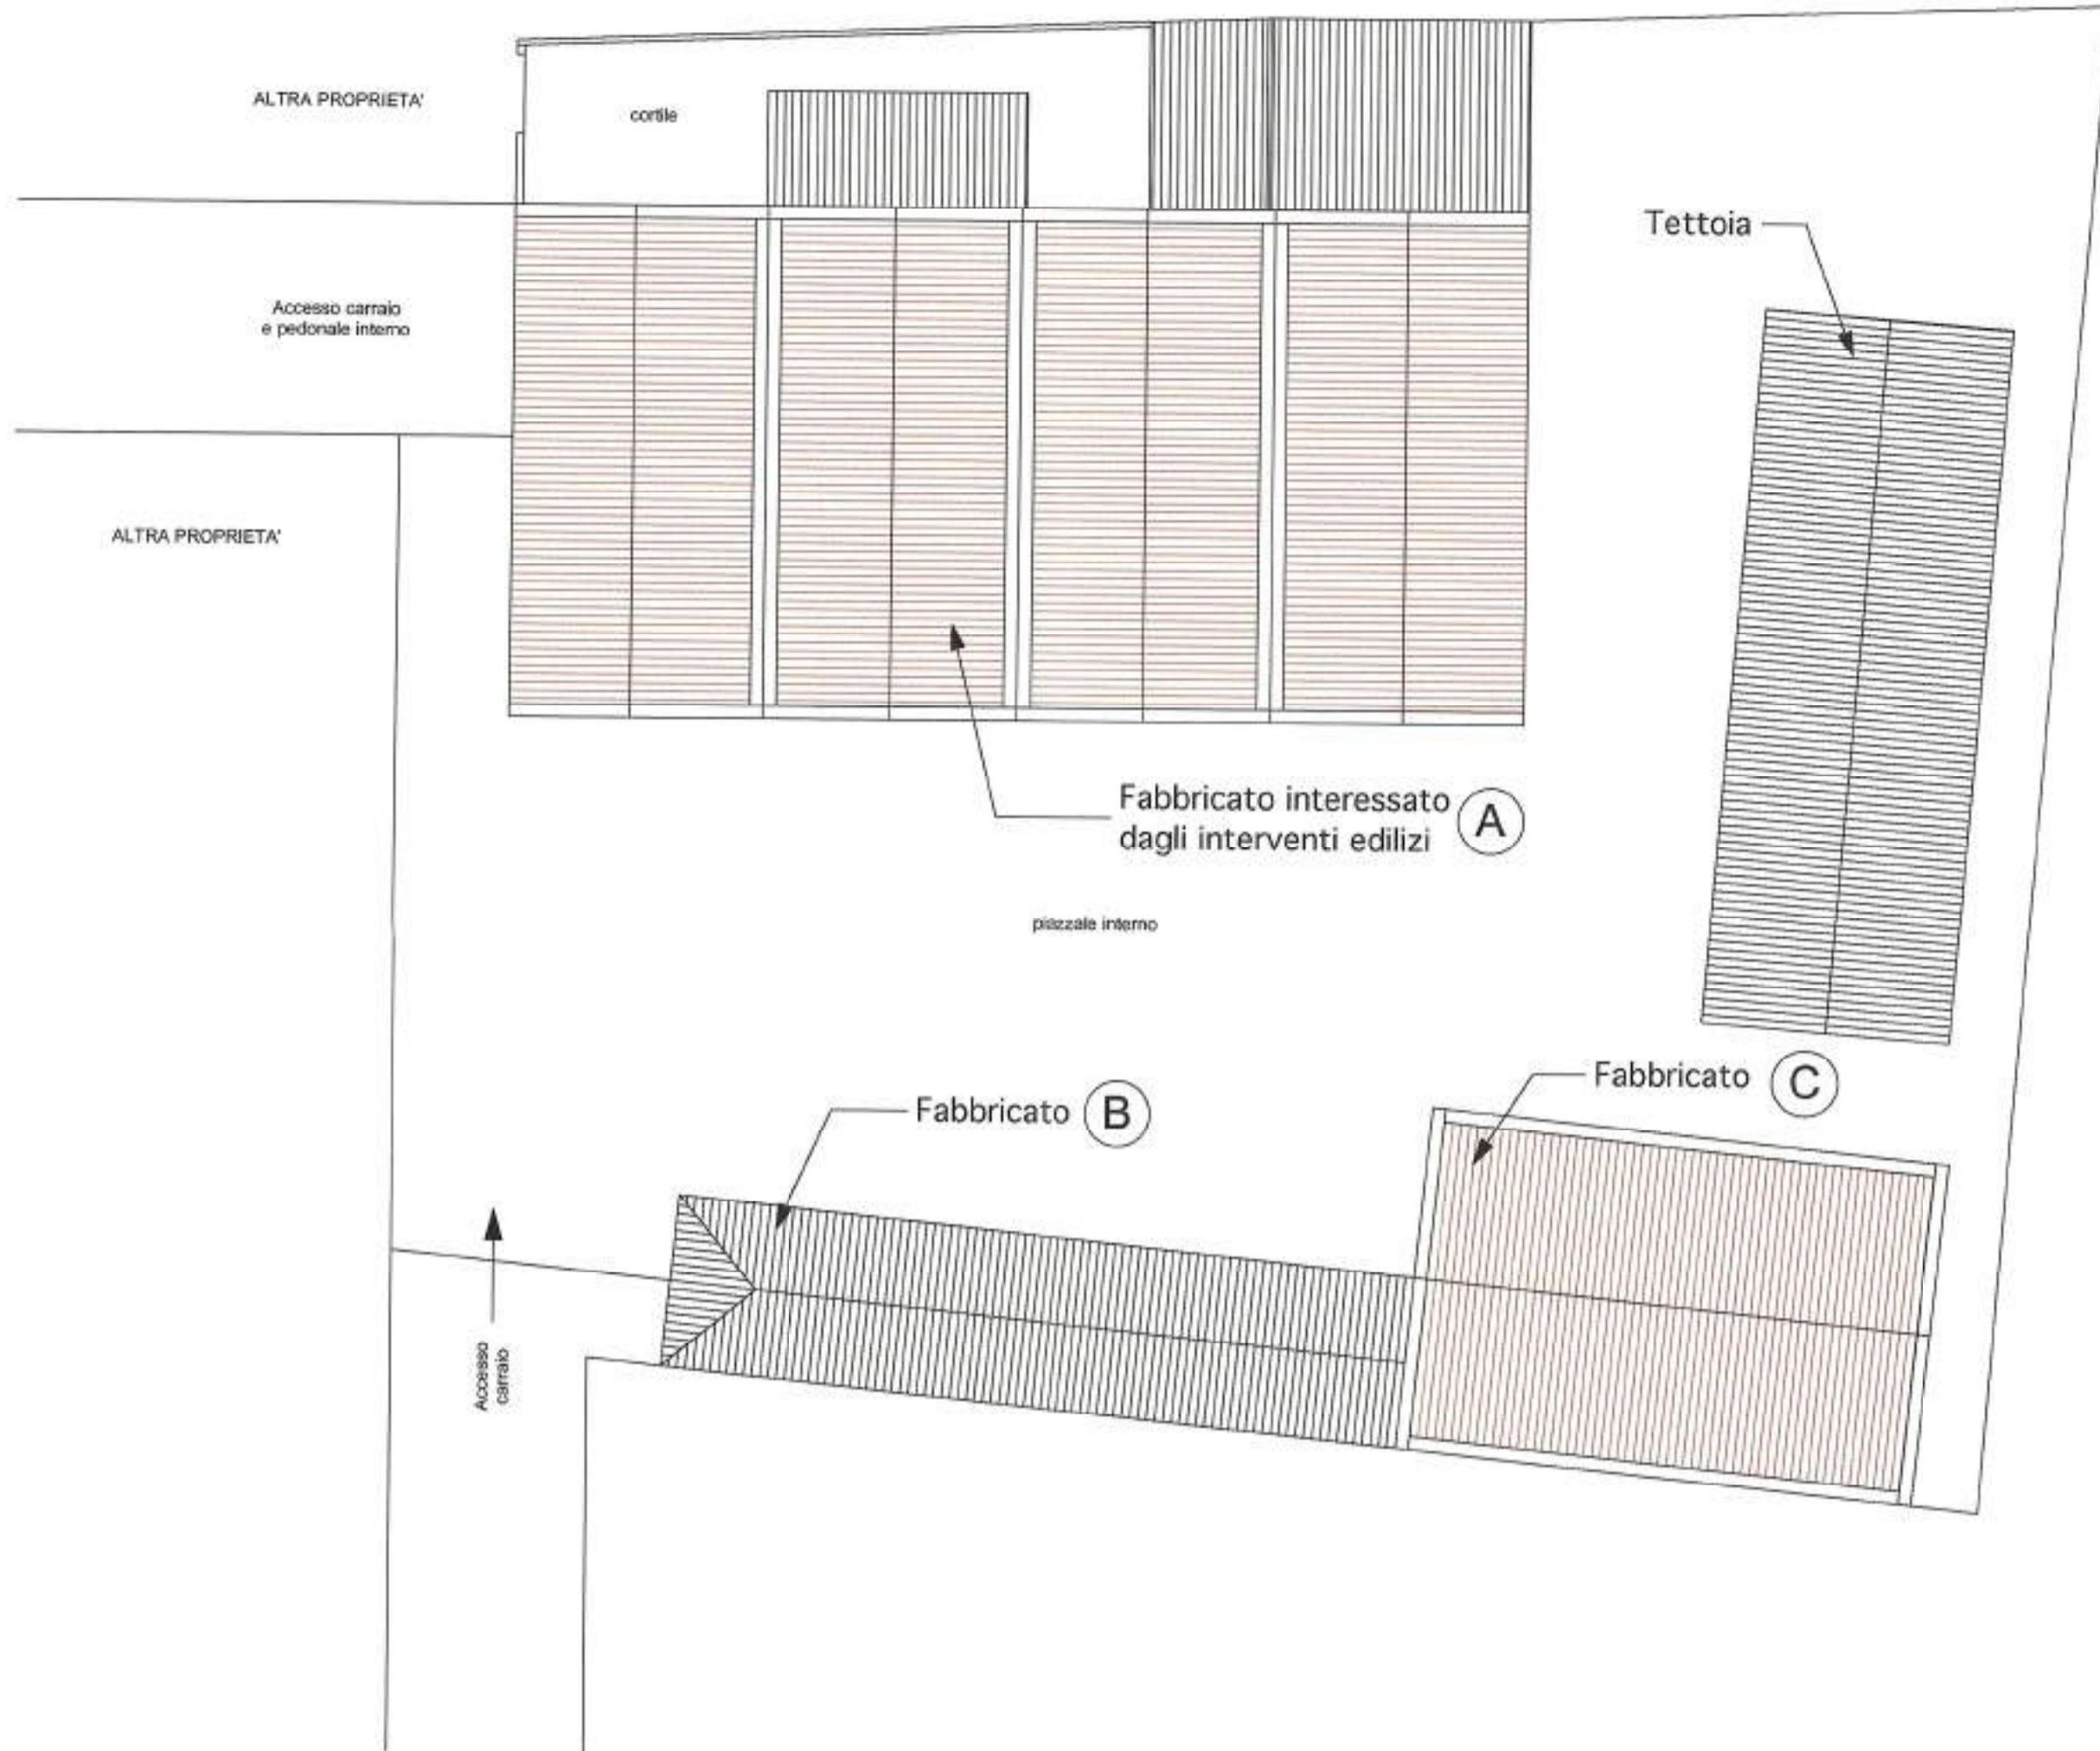 ALTRA PROPRIETA'
cortile
Tettoia
Accesso carraio
e pedonale interno
ALTRA PROPRIETA'
Fabbricato interessato
dagli interventi edilizi
A
piazzale interno
Fabbricato C
Fabbricato B
Accesso
carraio